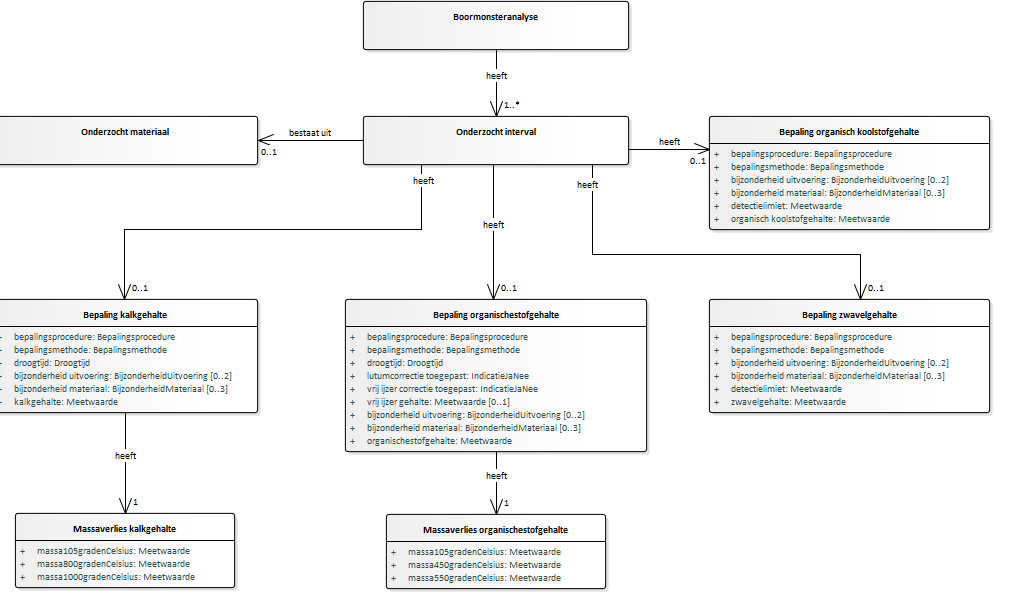 Boormonsteranalyse
heeft
1..*
Onderzocht materiaal
bestaat uit
0..1
Onderzocht interval
heeft
0..1
Bepaling organisch koolstofgehalte
+ bepalingsprocedure: Bepalingsprocedure
+ bepalingsmethode: Bepalingsmethode
+ bijzonderheid uitvoering: BijzonderheidUitvoering [0..2]
+ bijzonderheid materiaal: BijzonderheidMateriaal [0..3]
+ detectielimiet: Meetwaarde
+ organisch koolstofgehalte: Meetwaarde
heeft
heeft
heeft
0..1
0..1
0..1
Bepaling kalkgehalte
+ bepalingsprocedure: Bepalingsprocedure
+ bepalingsmethode: Bepalingsmethode
+ droogtijd: Droogtijd
+ bijzonderheid uitvoering: BijzonderheidUitvoering [0..2]
+ bijzonderheid materiaal: BijzonderheidMateriaal [0..3]
+ kalkgehalte: Meetwaarde
Bepaling organischestofgehalte
+ bepalingsprocedure: Bepalingsprocedure
+ bepalingsmethode: Bepalingsmethode
+ droogtijd: Droogtijd
+ lutumcorrectie toegepast: IndicatieJaNee
+ vrij ijzer correctie toegepast: IndicatieJaNee
+ vrij ijzer gehalte: Meetwaarde [0..1]
+ bijzonderheid uitvoering: BijzonderheidUitvoering [0..2]
+ bijzonderheid materiaal: BijzonderheidMateriaal [0..3]
+ organischestofgehalte: Meetwaarde
Bepaling zwavelgehalte
+ bepalingsprocedure: Bepalingsprocedure
+ bepalingsmethode: Bepalingsmethode
+ bijzonderheid uitvoering: BijzonderheidUitvoering [0..2]
+ bijzonderheid materiaal: BijzonderheidMateriaal [0..3]
+ detectielimiet: Meetwaarde
+ zwavelgehalte: Meetwaarde
heeft
1
heeft
1
Massaverlies kalkgehalte
+ massa105gradenCelsius: Meetwaarde
+ massa800gradenCelsius: Meetwaarde
+ massa1000gradenCelsius: Meetwaarde
Massaverlies organischestofgehalte
+ massa105gradenCelsius: Meetwaarde
+ massa450gradenCelsius: Meetwaarde
+ massa550gradenCelsius: Meetwaarde